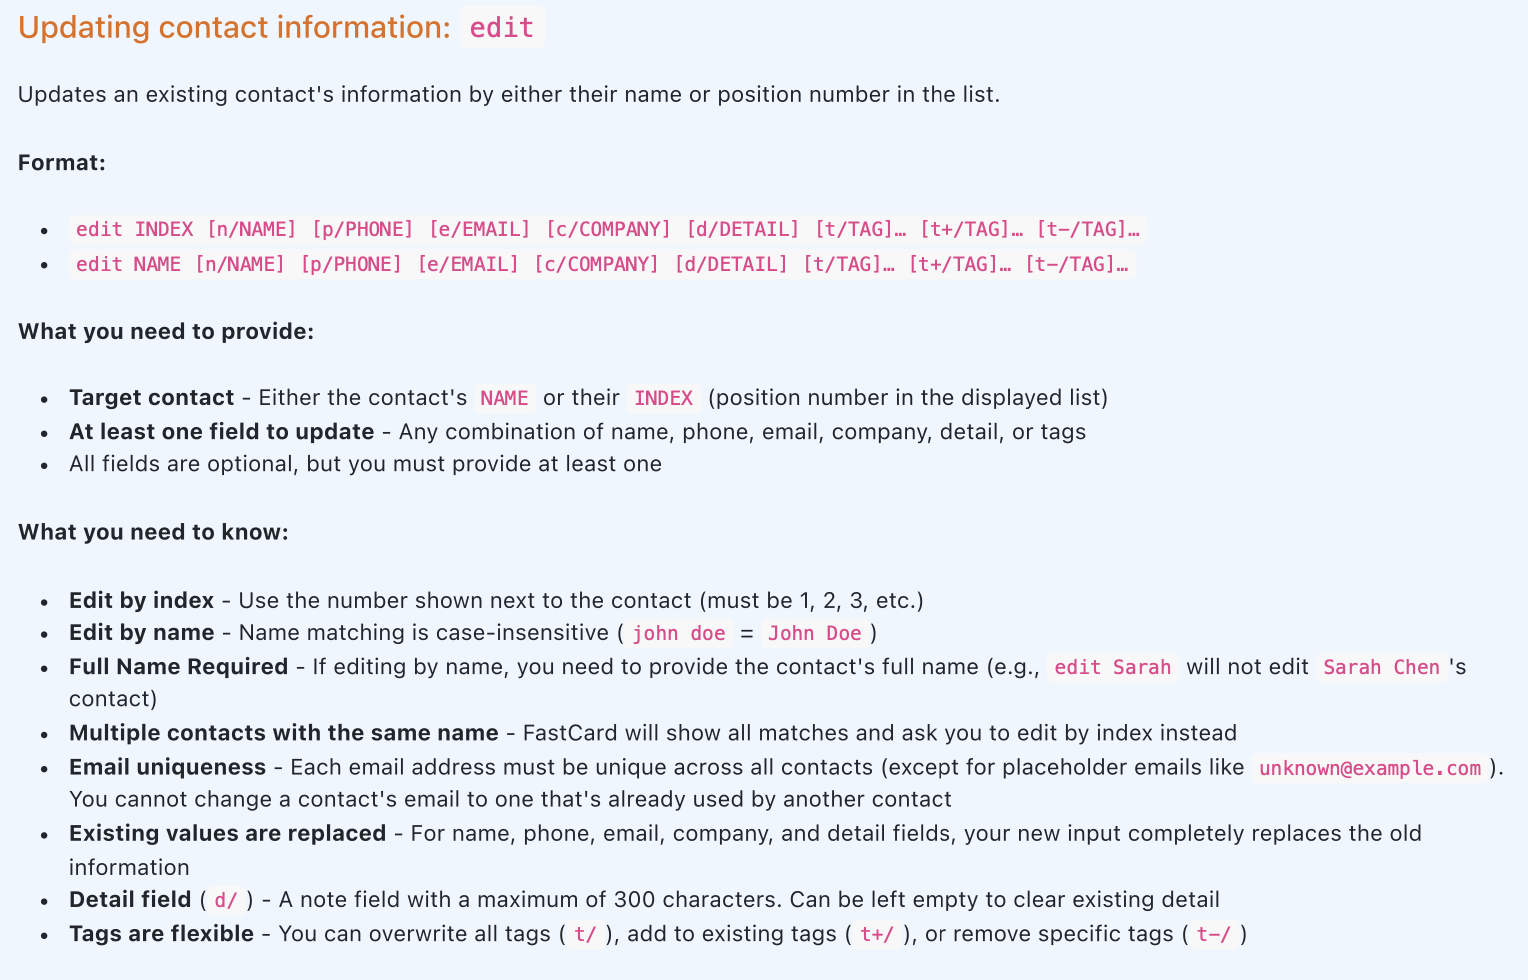 Updating contact information: edit
Updates an existing contact's information by either their name or position number in the list.
Format:
• edit INDEX [n/NAME] [p/PHONE] [e/EMAIL] [c/COMPANY] [d/DETAIL] [t/TAG]… [t+/TAG]… [t-/TAG]…
• edit NAME [n/NAME] [p/PHONE] [e/EMAIL] [c/COMPANY] [d/DETAIL] [t/TAG]… [t+/TAG]… [t-/TAG]…
What you need to provide:
• Target contact - Either the contact's NAME or their INDEX (position number in the displayed list)
• At least one field to update - Any combination of name, phone, email, company, detail, or tags
• All fields are optional, but you must provide at least one
What you need to know:
• Edit by index - Use the number shown next to the contact (must be 1, 2, 3, etc.)
• Edit by name - Name matching is case-insensitive ( john doe = John Doe )
• Full Name Required - If editing by name, you need to provide the contact's full name (e.g., edit Sarah will not edit Sarah Chen 's
contact)
• Multiple contacts with the same name - FastCard will show all matches and ask you to edit by index instead
• Email uniqueness - Each email address must be unique across all contacts (except for placeholder emails like unknown@example.com ).
You cannot change a contact's email to one that's already used by another contact
• Existing values are replaced - For name, phone, email, company, and detail fields, your new input completely replaces the old
information
• Detail field ( d/ ) - A note field with a maximum of 300 characters. Can be left empty to clear existing detail
• Tags are flexible - You can overwrite all tags ( t/ ), add to existing tags ( t+/ ), or remove specific tags ( t-/ )